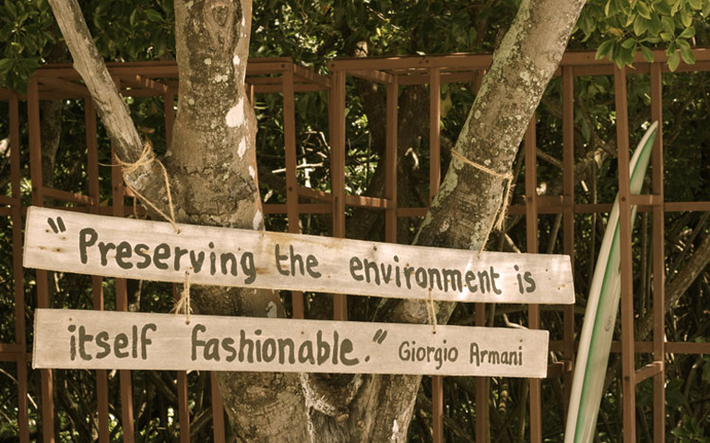 "Preserving the environment is
itself fashionable." Giorgio Armani